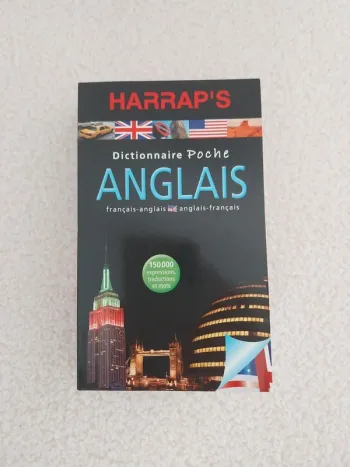 HARRAP'S
Dictionnaire Poche
ANGLAIS
français-anglais anglais-français
150 000
expressions,
traductions
et mots